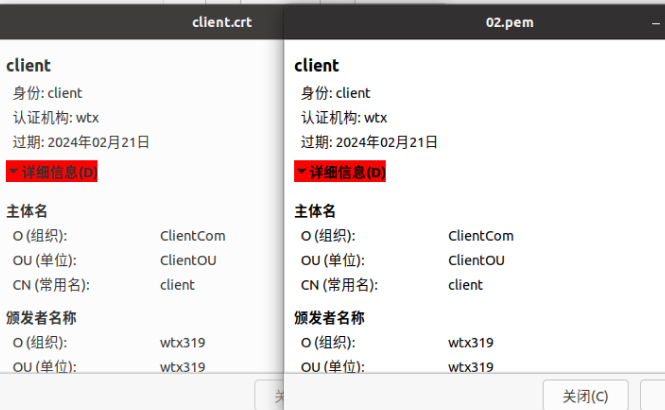 client.crt
client
身份: client
认证机构: wtx
过期: 2024年02月21日
详细信息(D)
主体名
O (组织): ClientCom
OU (单位): ClientOU
CN (常用名): client
颁发者名称
O (组织): wtx319
OU (单位): wtx319
02.pem
client
身份: client
认证机构: wtx
过期: 2024年02月21日
详细信息(D)
主体名
O (组织): ClientCom
OU (单位): ClientOU
CN (常用名): client
颁发者名称
O (组织): wtx319
OU (单位): wtx319
关闭(C)